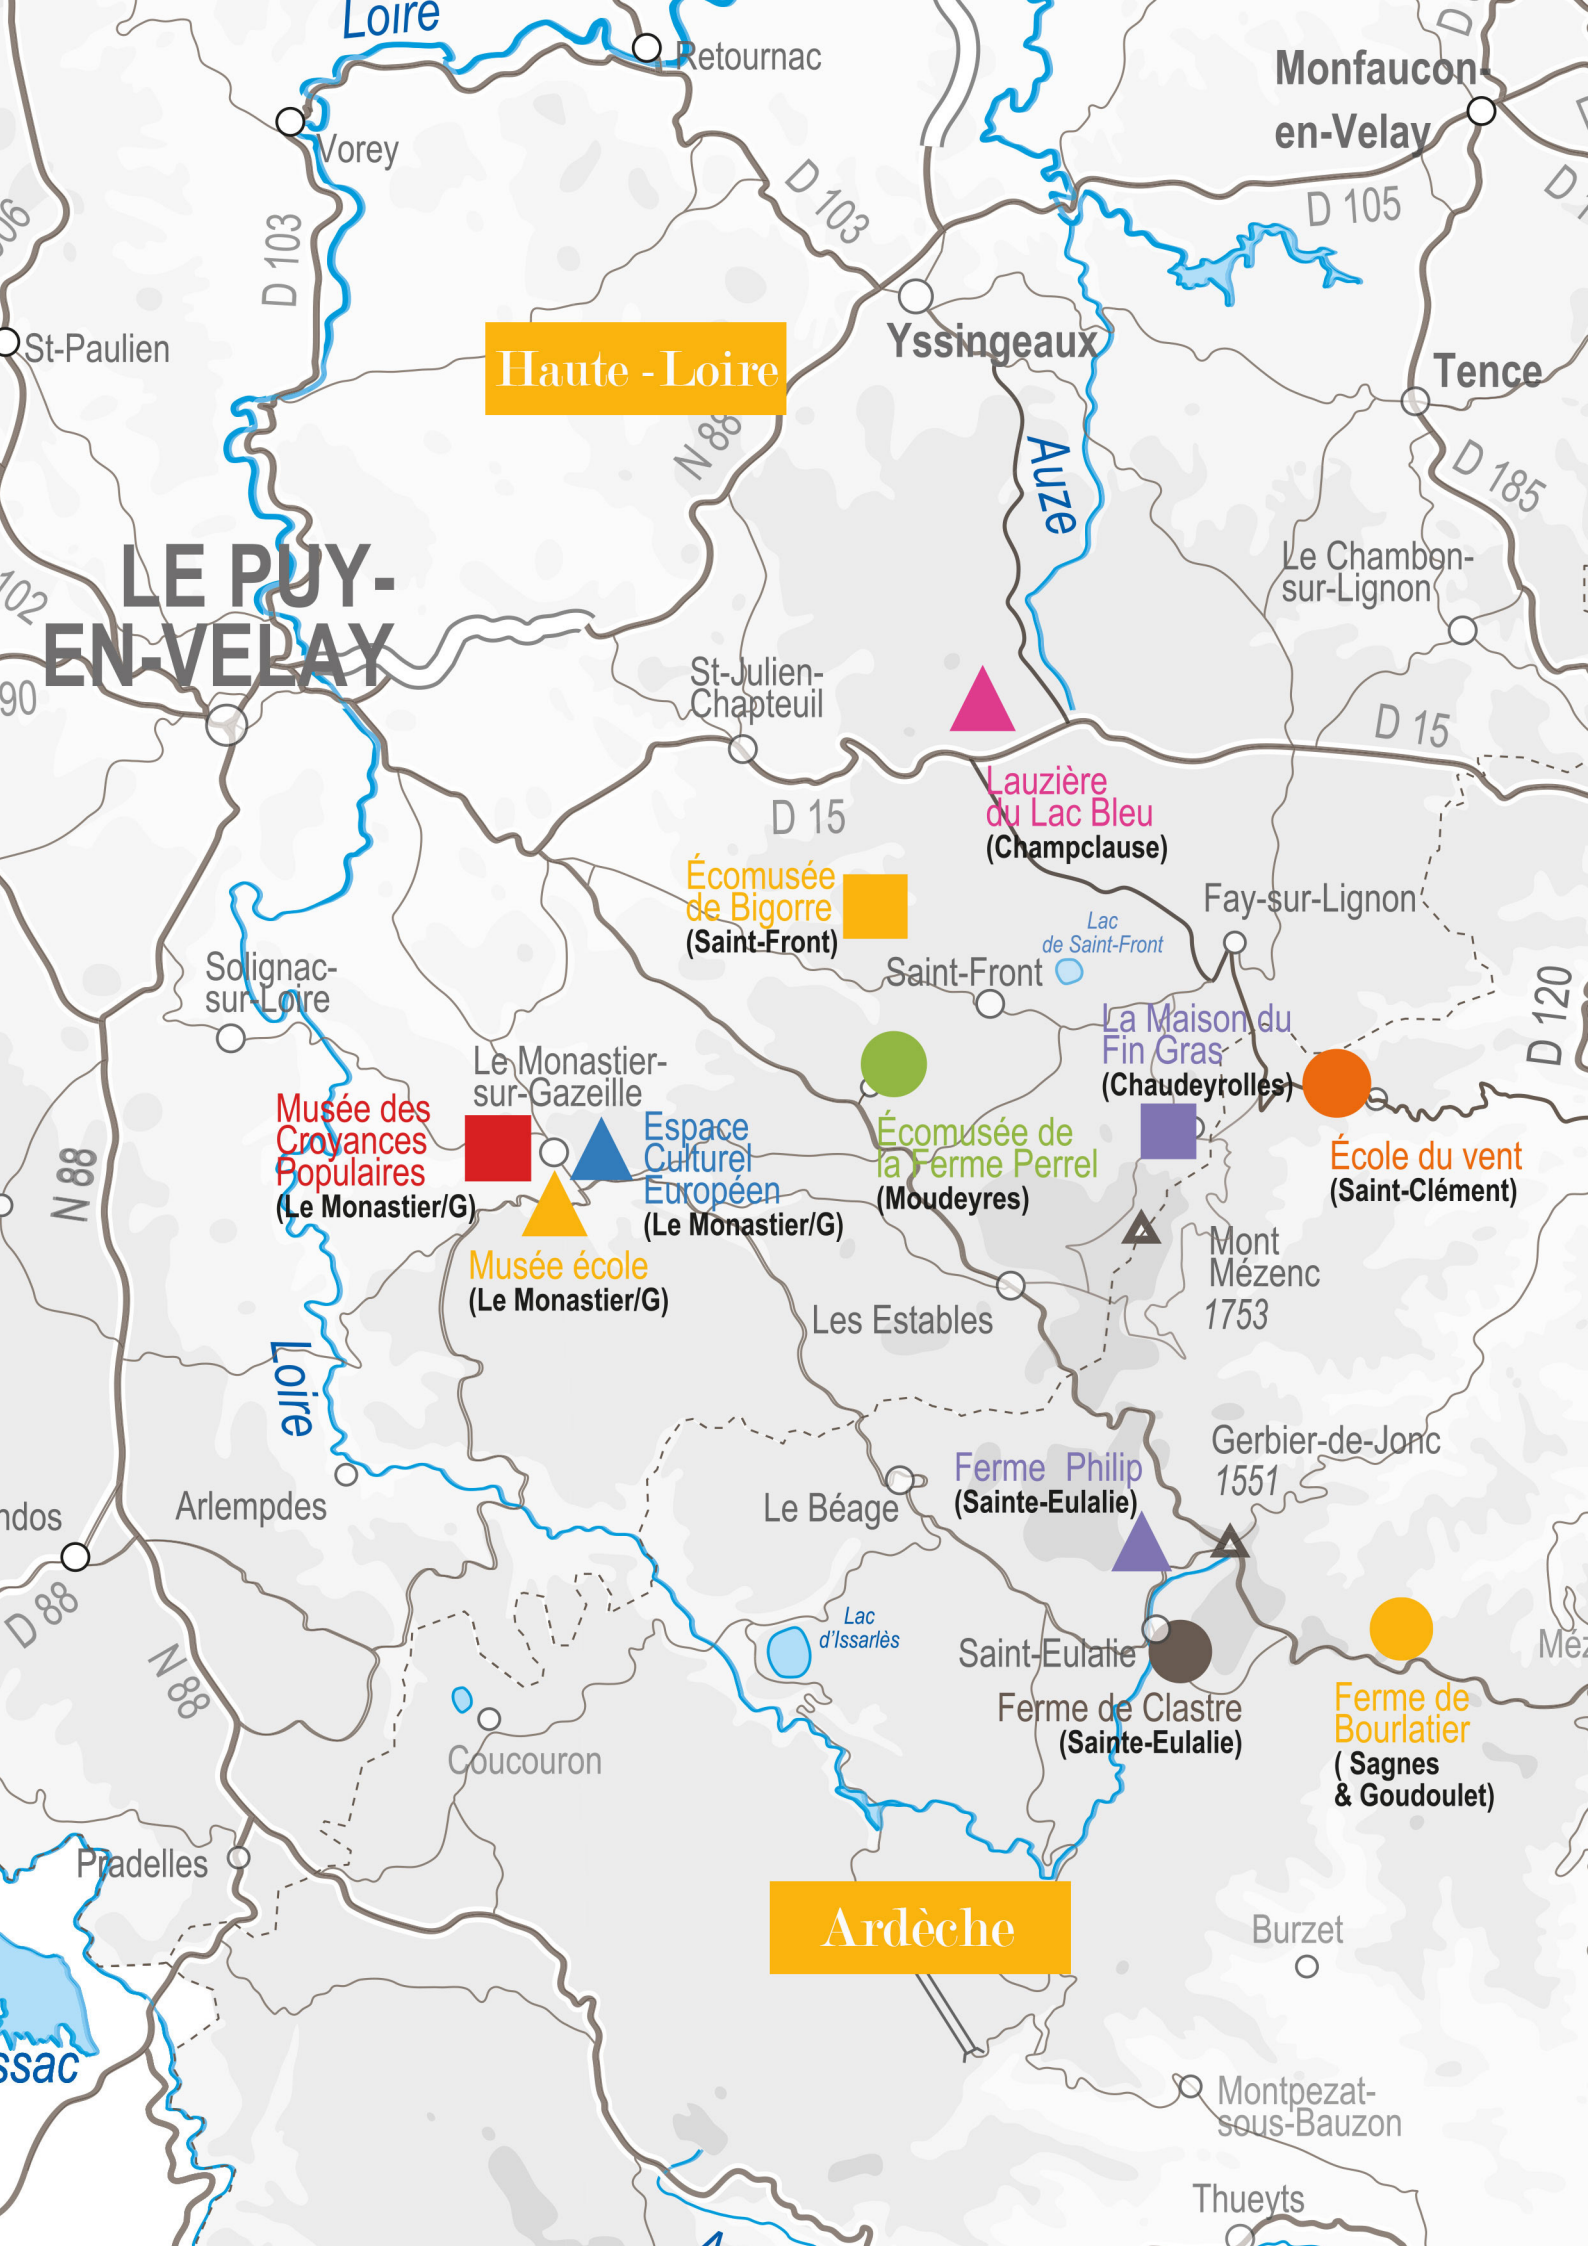 Loire
Retournac
Monfaucon-
en-Velay
D
Vorey
D 103
D 105
D 103
St-Paulien
Haute - Loire
Yssingeaux
Tence
N 88
Auze
D 185
LE PUY-
EN-VELAY
102
90
Le Chambon-
sur-Lignon
St-Julien-
Chapteuil
D 15
D 15
Lauzière
du Lac Bleu
(Champclause)
Écomusée
de Bigorre
(Saint-Front)
Fay-sur-Lignon
Lac
de Saint-Front
Saint-Front
Solignac-
sur-Loire
D 120
La Maison du
Fin Gras
(Chaudeyrolles)
Le Monastier-
sur-Gazeille
Musée des
Croyances
Populaires
(Le Monastier/G)
Espace
Culturel
Européen
(Le Monastier/G)
Écomusée de
la Ferme Perrel
(Moudeyres)
École du vent
(Saint-Clément)
N 88
Musée école
(Le Monastier/G)
Mont
Mézenc
1753
Les Estables
Loire
Gerbier-de-Jonc
1551
Ferme Philip
(Sainte-Eulalie)
Le Béage
Arlempdes
ndos
D 88
Lac
d'Issarlès
Saint-Eulalie
Méz
N 88
Ferme de Clastre
(Sainte-Eulalie)
Ferme de
Bourlatier
( Sagnes
& Goudoulet)
Coucouron
Pradelles
Ardèche
Burzet
ssac
Montpezat-
sous-Bauzon
Thueyts